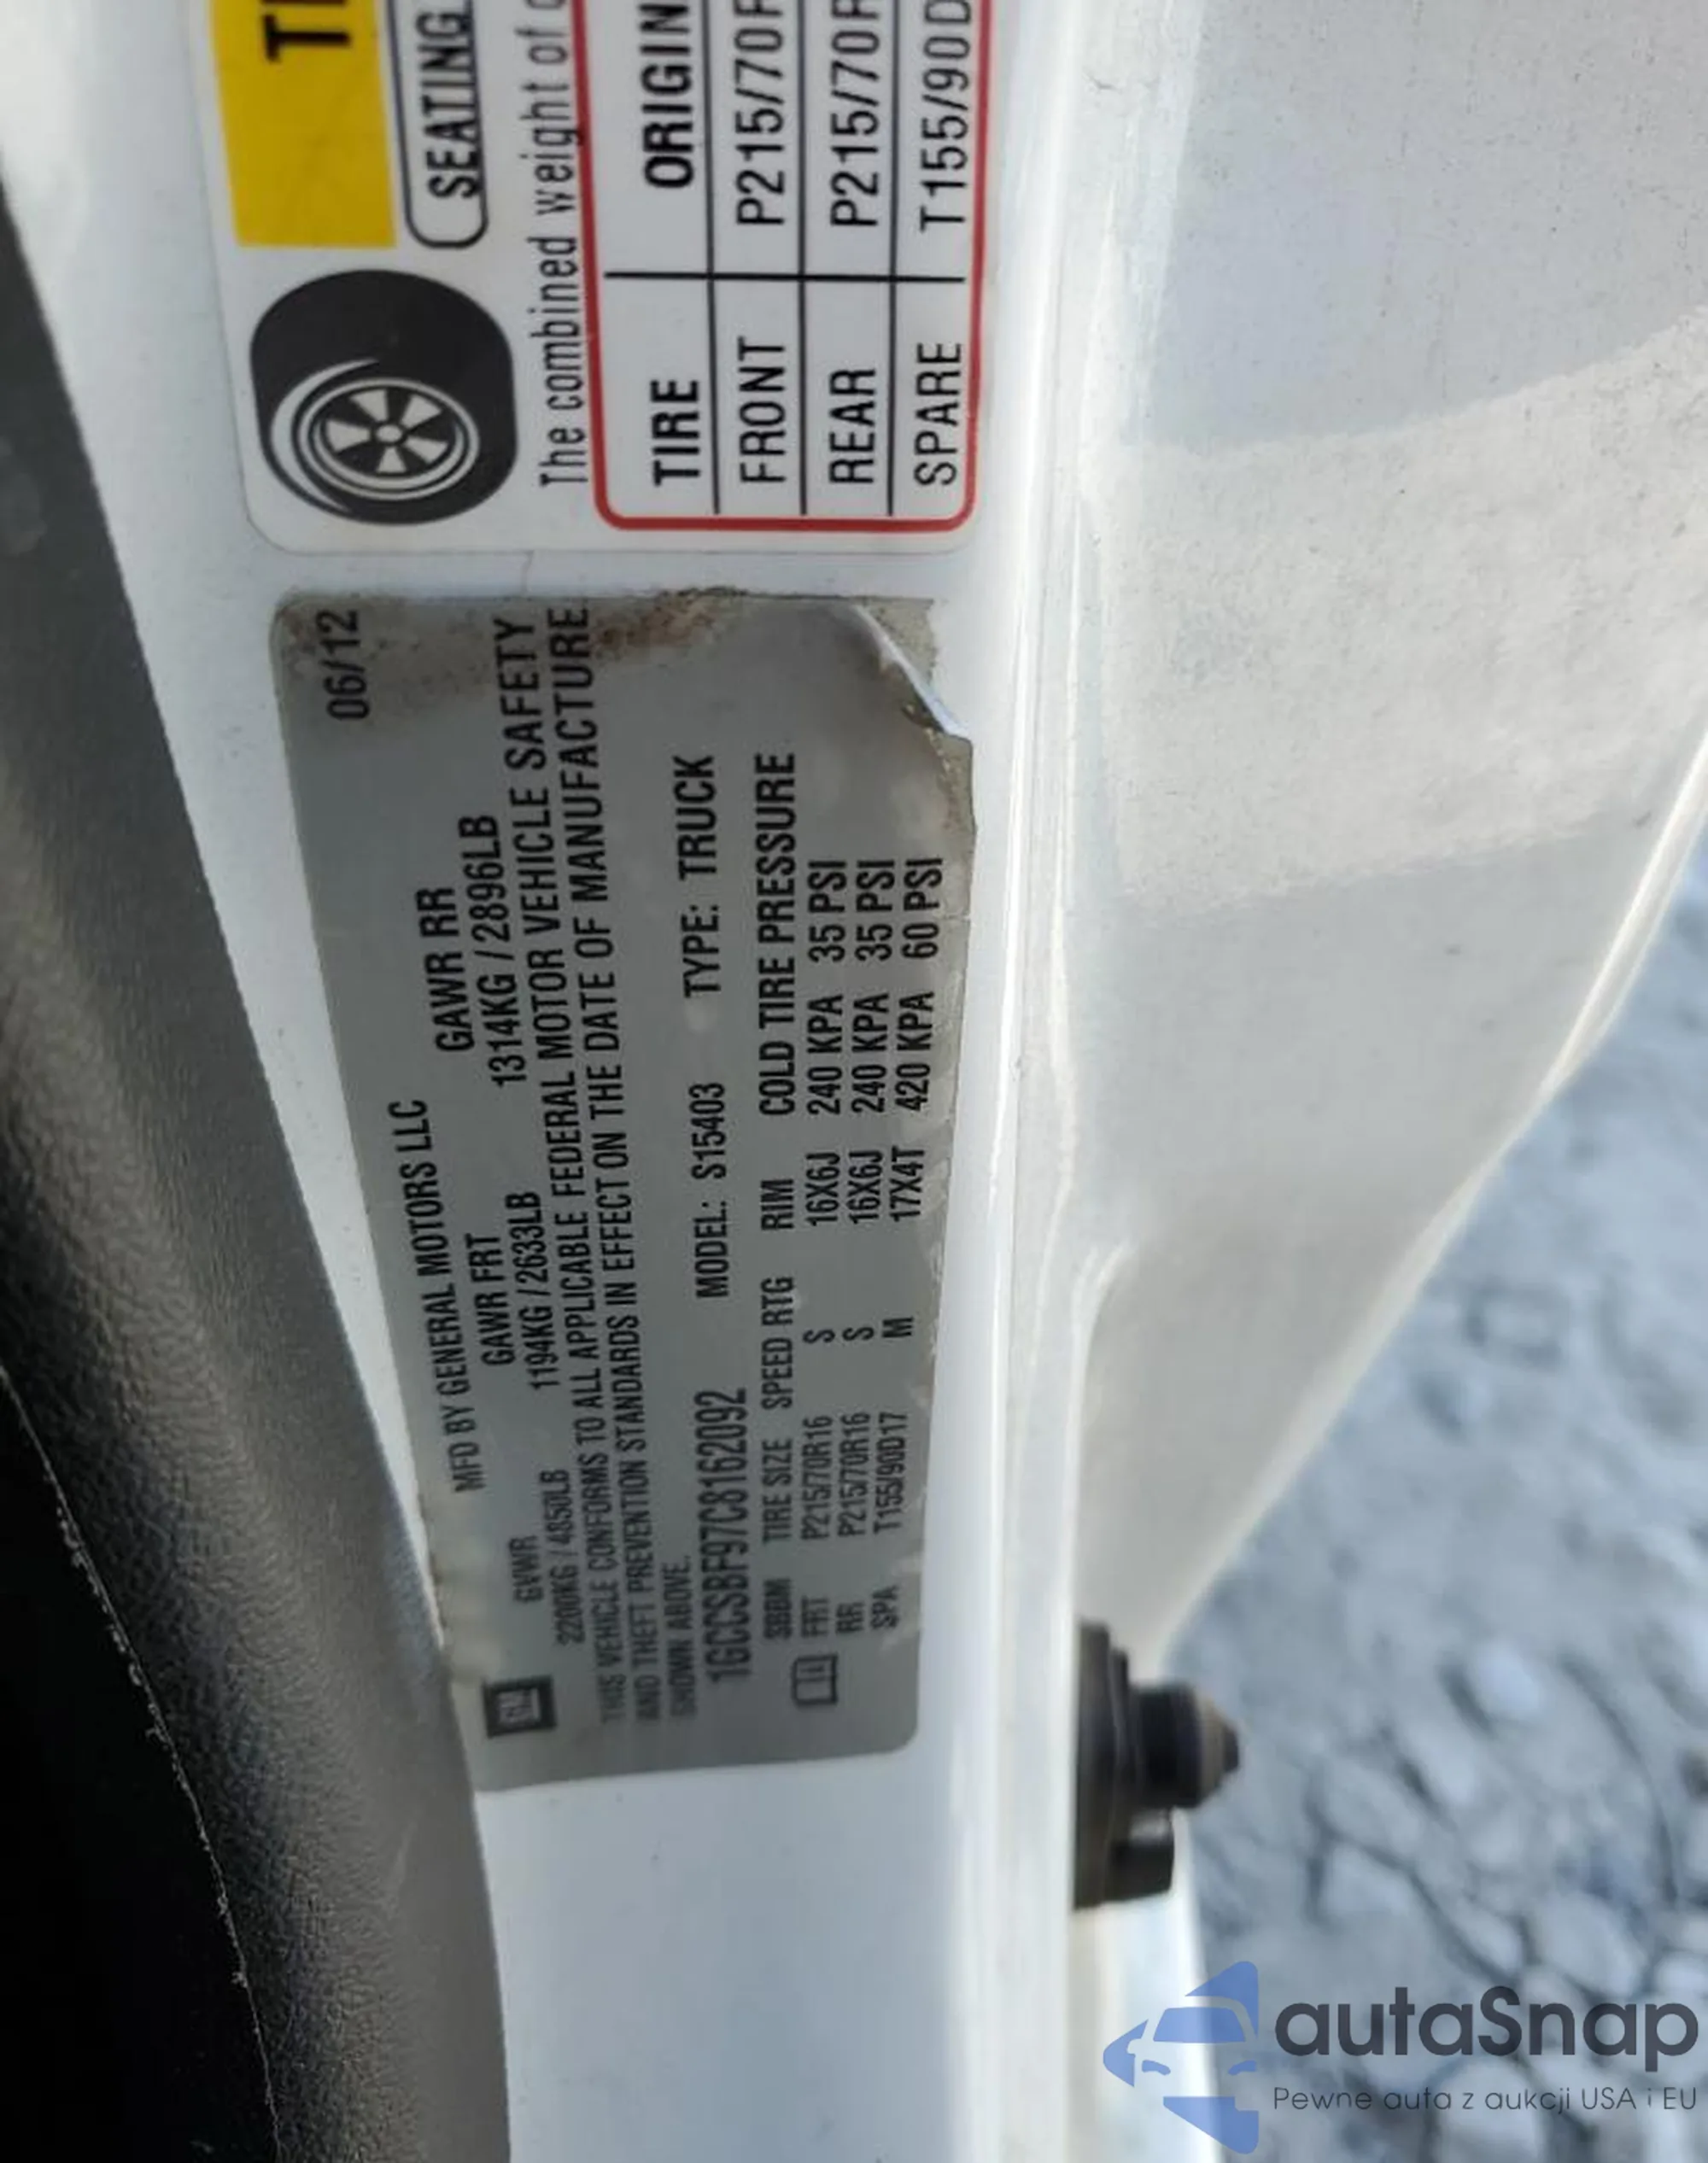 SEATING
The combined weight of
TIRE ORIGIN
FRONT P215/70R
REAR P215/70R
SPARE T155/90D
06/12
MFD BY GENERAL MOTORS LLC
GVWR GAWR FRT GAWR RR
2200KG / 4850LB 1194KG / 2633LB 1314KG / 2896LB
THIS VEHICLE CONFORMS TO ALL APPLICABLE FEDERAL MOTOR VEHICLE SAFETY
AND THEFT PREVENTION STANDARDS IN EFFECT ON THE DATE OF MANUFACTURE
SHOWN ABOVE.
1GCCSBF97C8162092 MODEL: S15403 TYPE: TRUCK
TIRE SIZE SPEED RTG RIM COLD TIRE PRESSURE
FRT P215/70R16 S 16X6J 240 KPA 35 PSI
RR P215/70R16 S 16X6J 240 KPA 35 PSI
SPA T155/90D17 M 17X4T 420 KPA 60 PSI
GM
autaSnap
Pewne auta z aukcji USA i EU